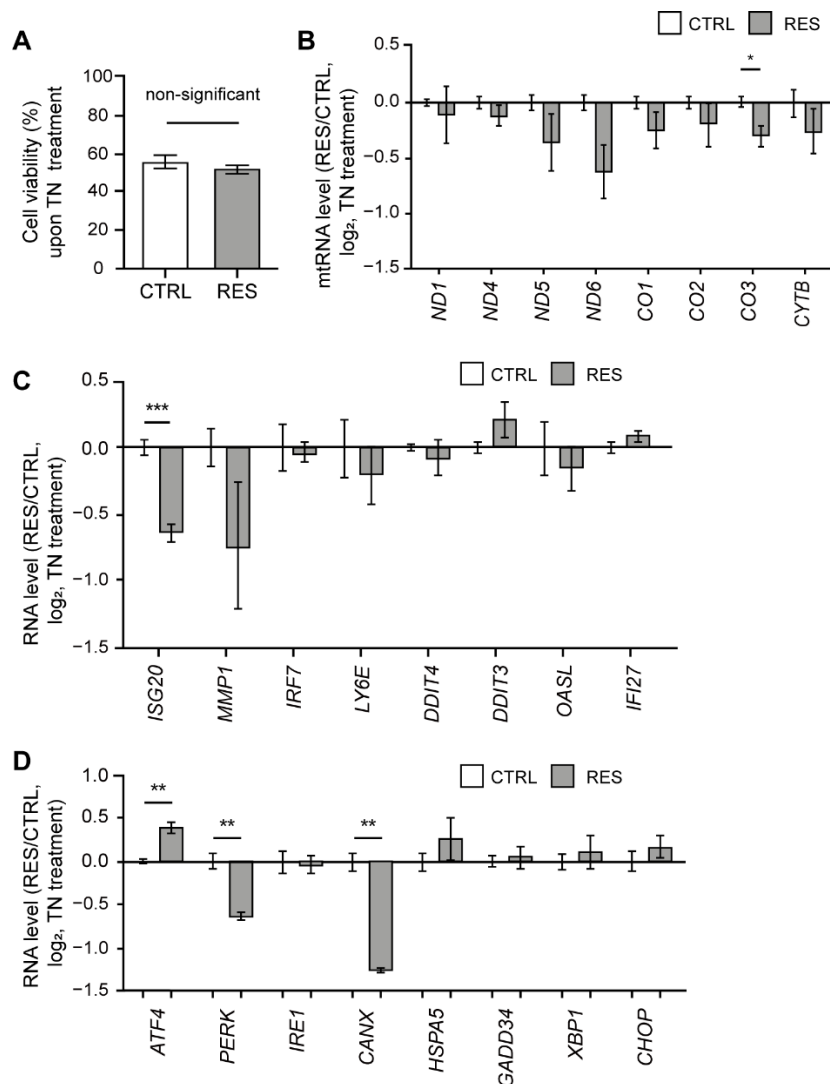 A
Cell viability (%)
upon TN treatment
100
80
60
40
20
0
non-significant
CTRL RES
B
CTRL RES
mtRNA level (RES/CTRL,
log₂, TN treatment)
0.5
0.0
−0.5
−1.0
−1.5
*
ND1 ND4 ND5 ND6 CO1 CO2 CO3 CYTB
C
CTRL RES
RNA level (RES/CTRL,
log₂, TN treatment)
0.5
0.0
−0.5
−1.0
−1.5
***
ISG20 MMP1 IRF7 LY6E DDIT4 DDIT3 OASL IFI27
D
CTRL RES
RNA level (RES/CTRL,
log₂, TN treatment)
1.0
0.5
0.0
−0.5
−1.0
−1.5
** ** **
ATF4 PERK IRE1 CANX HSPA5 GADD34 XBP1 CHOP